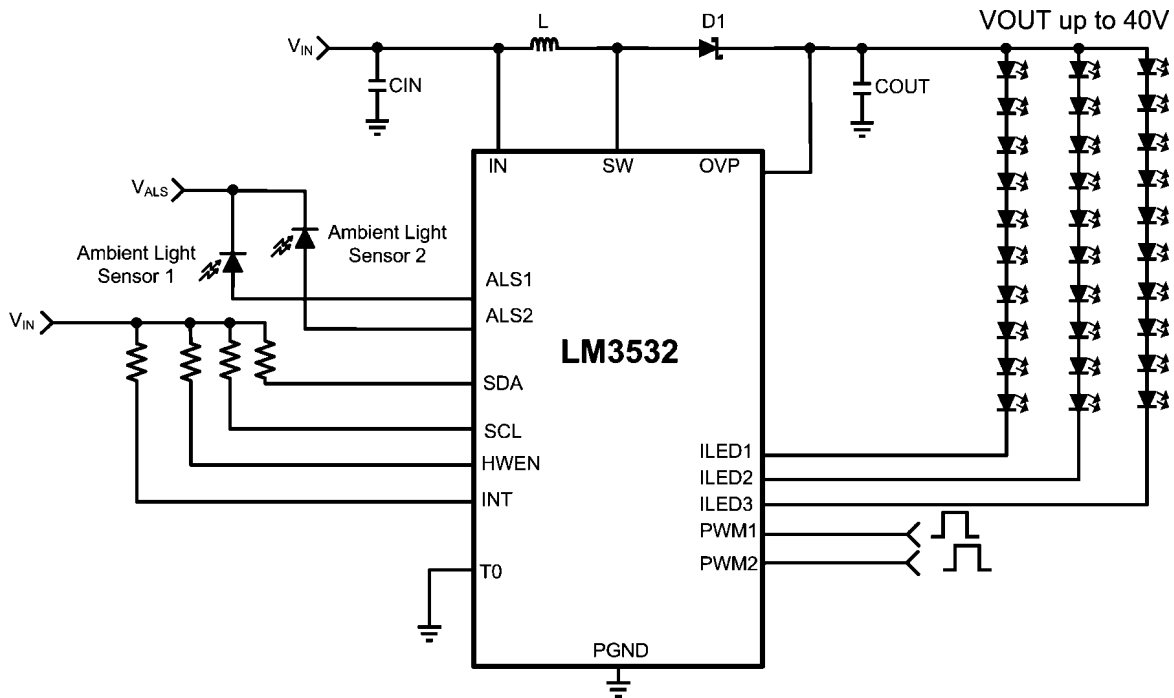 VOUT up to 40V
L
D1
VIN
CIN
COUT
IN
SW
OVP
VALS
Ambient Light
Sensor 1
Ambient Light
Sensor 2
ALS1
VIN
ALS2
LM3532
SDA
SCL
HWEN
INT
ILED1
ILED2
ILED3
PWM1
PWM2
T0
PGND